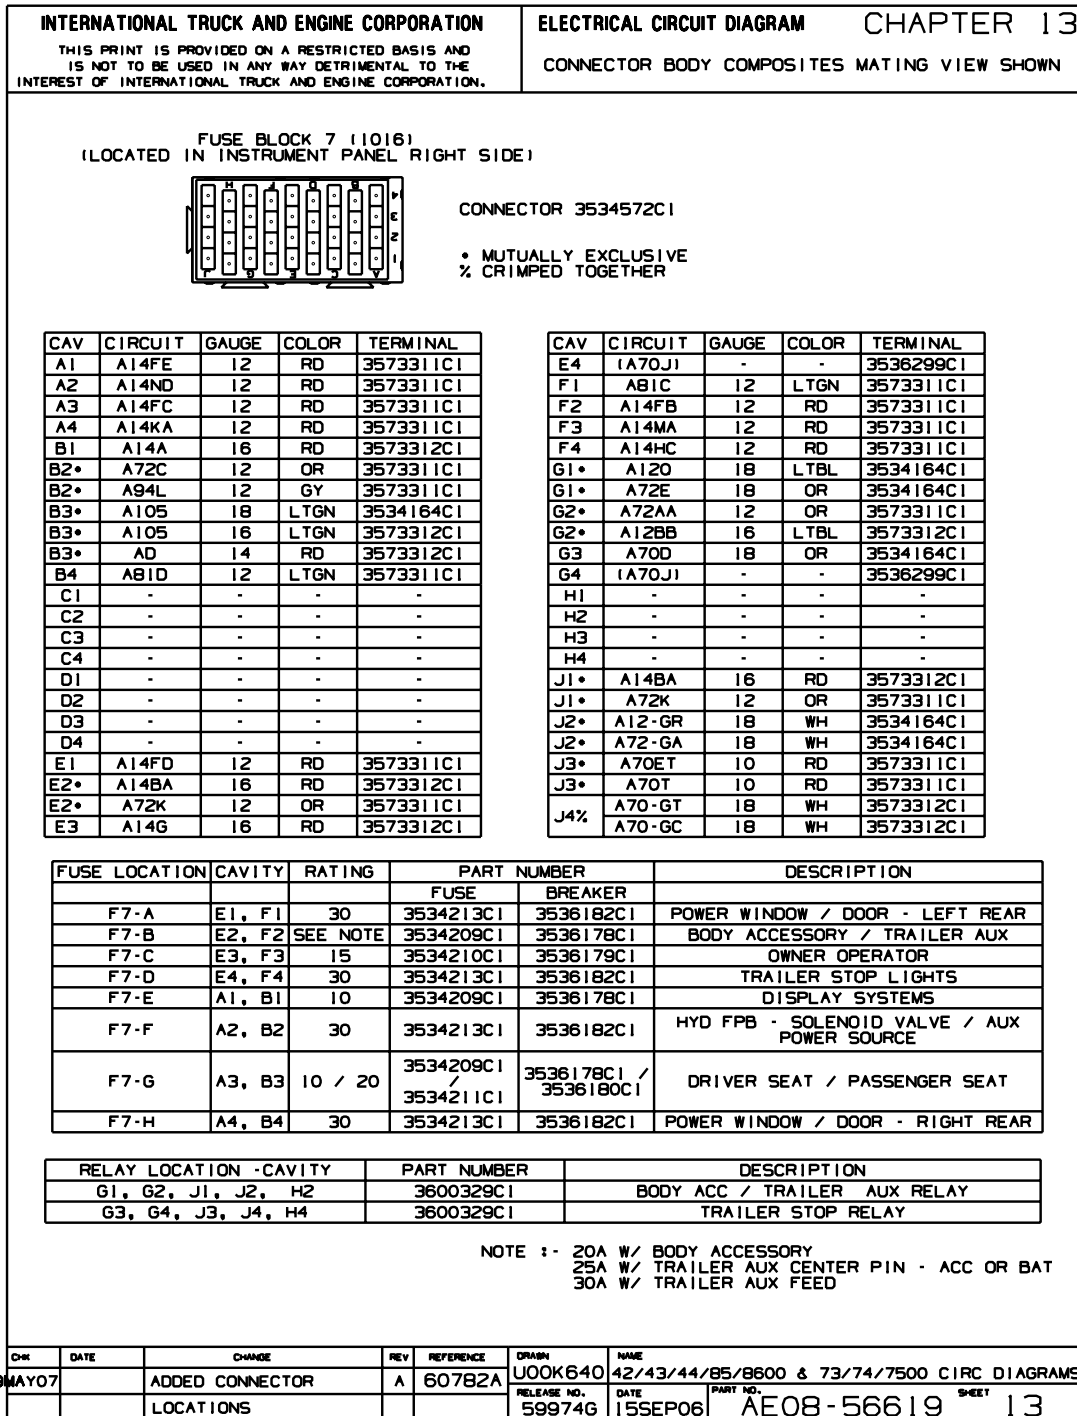 INTERNATIONAL TRUCK AND ENGINE CORPORATION
THIS PRINT IS PROVIDED ON A RESTRICTED BASIS AND
IS NOT TO BE USED IN ANY WAY DETRIMENTAL TO THE
INTEREST OF INTERNATIONAL TRUCK AND ENGINE CORPORATION.
ELECTRICAL CIRCUIT DIAGRAM CHAPTER 13
CONNECTOR BODY COMPOSITES MATING VIEW SHOWN
FUSE BLOCK 7 (1016)
(LOCATED IN INSTRUMENT PANEL RIGHT SIDE)
H F D B
4
3
2
1
J G E C A
CONNECTOR 3534572C1
* MUTUALLY EXCLUSIVE
% CRIMPED TOGETHER
CAV CIRCUIT GAUGE COLOR TERMINAL
A1 A14FE 12 RD 3573311C1
A2 A14ND 12 RD 3573311C1
A3 A14FC 12 RD 3573311C1
A4 A14KA 12 RD 3573311C1
B1 A14A 16 RD 3573312C1
B2* A72C 12 OR 3573311C1
B2* A94L 12 GY 3573311C1
B3* A105 18 LTGN 3534164C1
B3* A105 16 LTGN 3573312C1
B3* AD 14 RD 3573312C1
B4 A81D 12 LTGN 3573311C1
C1 - - - -
C2 - - - -
C3 - - - -
C4 - - - -
D1 - - - -
D2 - - - -
D3 - - - -
D4 - - - -
E1 A14FD 12 RD 3573311C1
E2* A14BA 16 RD 3573312C1
E2* A72K 12 OR 3573311C1
E3 A14G 16 RD 3573312C1
CAV CIRCUIT GAUGE COLOR TERMINAL
E4 (A70J) - - 3536299C1
F1 A81C 12 LTGN 3573311C1
F2 A14FB 12 RD 3573311C1
F3 A14MA 12 RD 3573311C1
F4 A14HC 12 RD 3573311C1
G1* A120 18 LTBL 3534164C1
G1* A72E 18 OR 3534164C1
G2* A72AA 12 OR 3573311C1
G2* A12BB 16 LTBL 3573312C1
G3 A70D 18 OR 3534164C1
G4 (A70J) - - 3536299C1
H1 - - - -
H2 - - - -
H3 - - - -
H4 - - - -
J1* A14BA 16 RD 3573312C1
J1* A72K 12 OR 3573311C1
J2* A12-GR 18 WH 3534164C1
J2* A72-GA 18 WH 3534164C1
J3* A70ET 10 RD 3573311C1
J3* A70T 10 RD 3573311C1
J4% A70-GT 18 WH 3573312C1
A70-GC 18 WH 3573312C1
FUSE LOCATION CAVITY RATING PART NUMBER DESCRIPTION
FUSE BREAKER
F7-A E1, F1 30 3534213C1 3536182C1 POWER WINDOW / DOOR - LEFT REAR
F7-B E2, F2 SEE NOTE 3534209C1 3536178C1 BODY ACCESSORY / TRAILER AUX
F7-C E3, F3 15 3534210C1 3536179C1 OWNER OPERATOR
F7-D E4, F4 30 3534213C1 3536182C1 TRAILER STOP LIGHTS
F7-E A1, B1 10 3534209C1 3536178C1 DISPLAY SYSTEMS
F7-F A2, B2 30 3534213C1 3536182C1 HYD FPB - SOLENOID VALVE / AUX
POWER SOURCE
F7-G A3, B3 10 / 20 3534209C1 / 3534211C1 3536178C1 / 3536180C1 DRIVER SEAT / PASSENGER SEAT
F7-H A4, B4 30 3534213C1 3536182C1 POWER WINDOW / DOOR - RIGHT REAR
RELAY LOCATION -CAVITY PART NUMBER DESCRIPTION
G1, G2, J1, J2, H2 3600329C1 BODY ACC / TRAILER AUX RELAY
G3, G4, J3, J4, H4 3600329C1 TRAILER STOP RELAY
NOTE :- 20A W/ BODY ACCESSORY
25A W/ TRAILER AUX CENTER PIN - ACC OR BAT
30A W/ TRAILER AUX FEED
CHK DATE CHANGE REV REFERENCE DRAWN NAME
MAY07 ADDED CONNECTOR A 60782A U00K640 42/43/44/85/8600 & 73/74/7500 CIRC DIAGRAMS
LOCATIONS RELEASE NO. 59974G DATE 15SEP06 PART NO. AE08-56619 SHEET 13